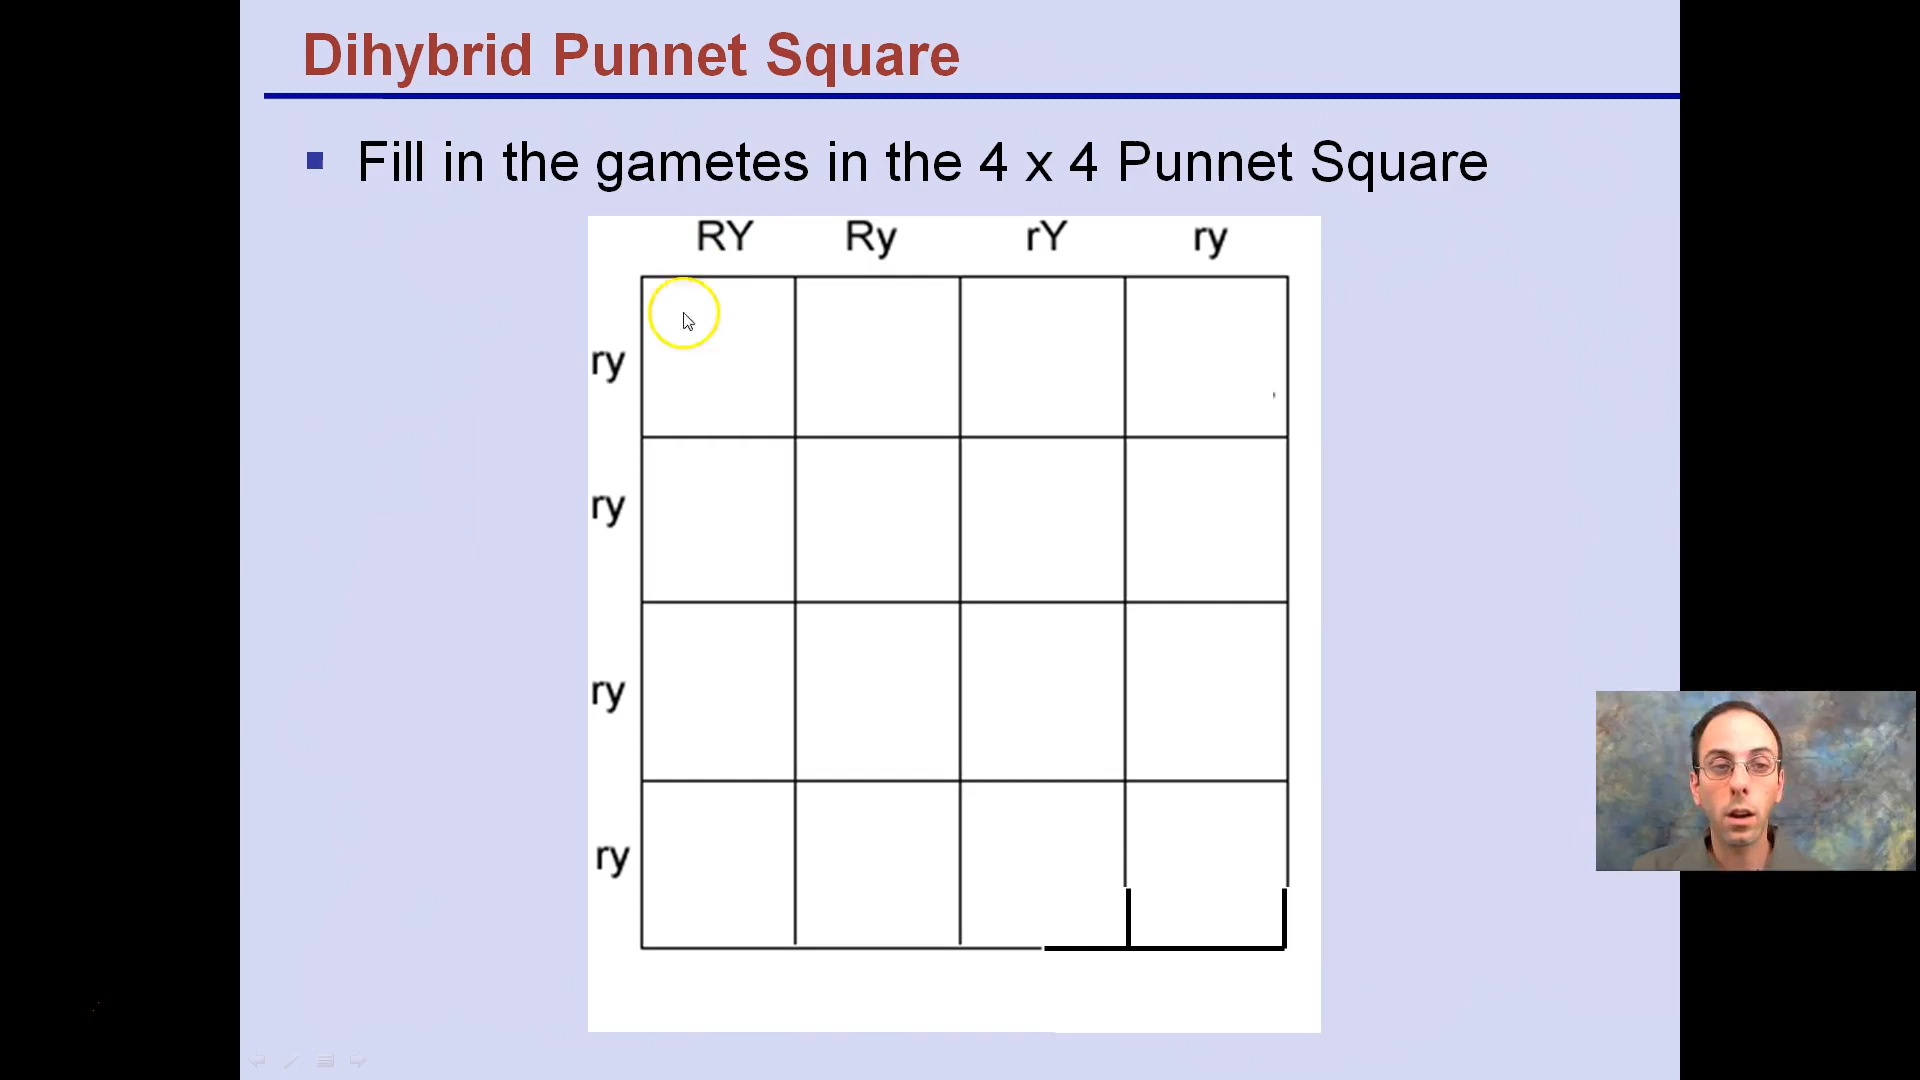 Dihybrid Punnet Square
▪ Fill in the gametes in the 4 x 4 Punnet Square
RY Ry rY ry
ry
ry
ry
ry